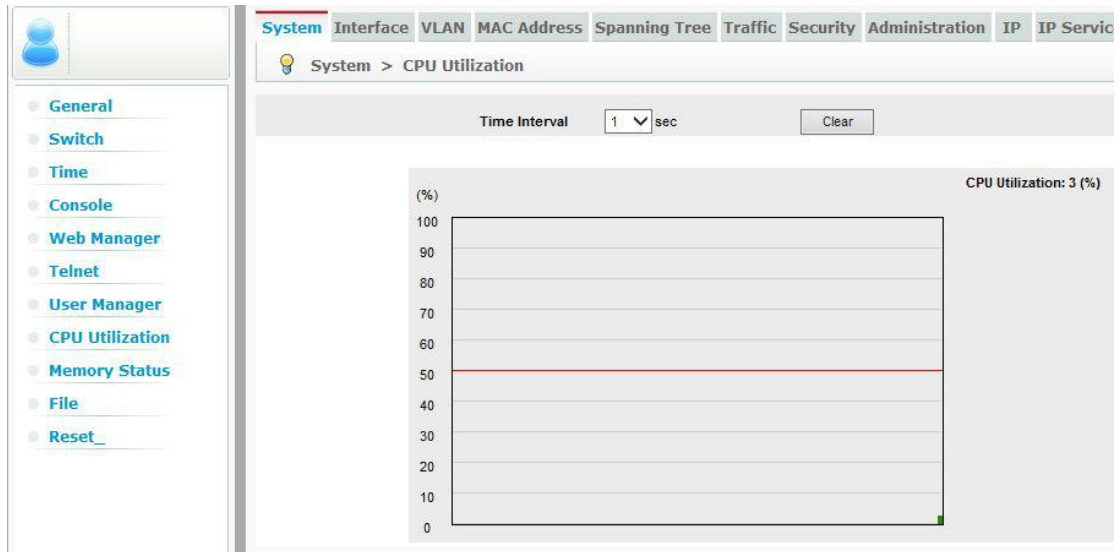 System Interface VLAN MAC Address Spanning Tree Traffic Security Administration IP IP Servic
System > CPU Utilization
General
Switch
Time
Console
Web Manager
Telnet
User Manager
CPU Utilization
Memory Status
File
Reset_
Time Interval 1 sec Clear
CPU Utilization: 3 (%)
(%)
100
90
80
70
60
50
40
30
20
10
0